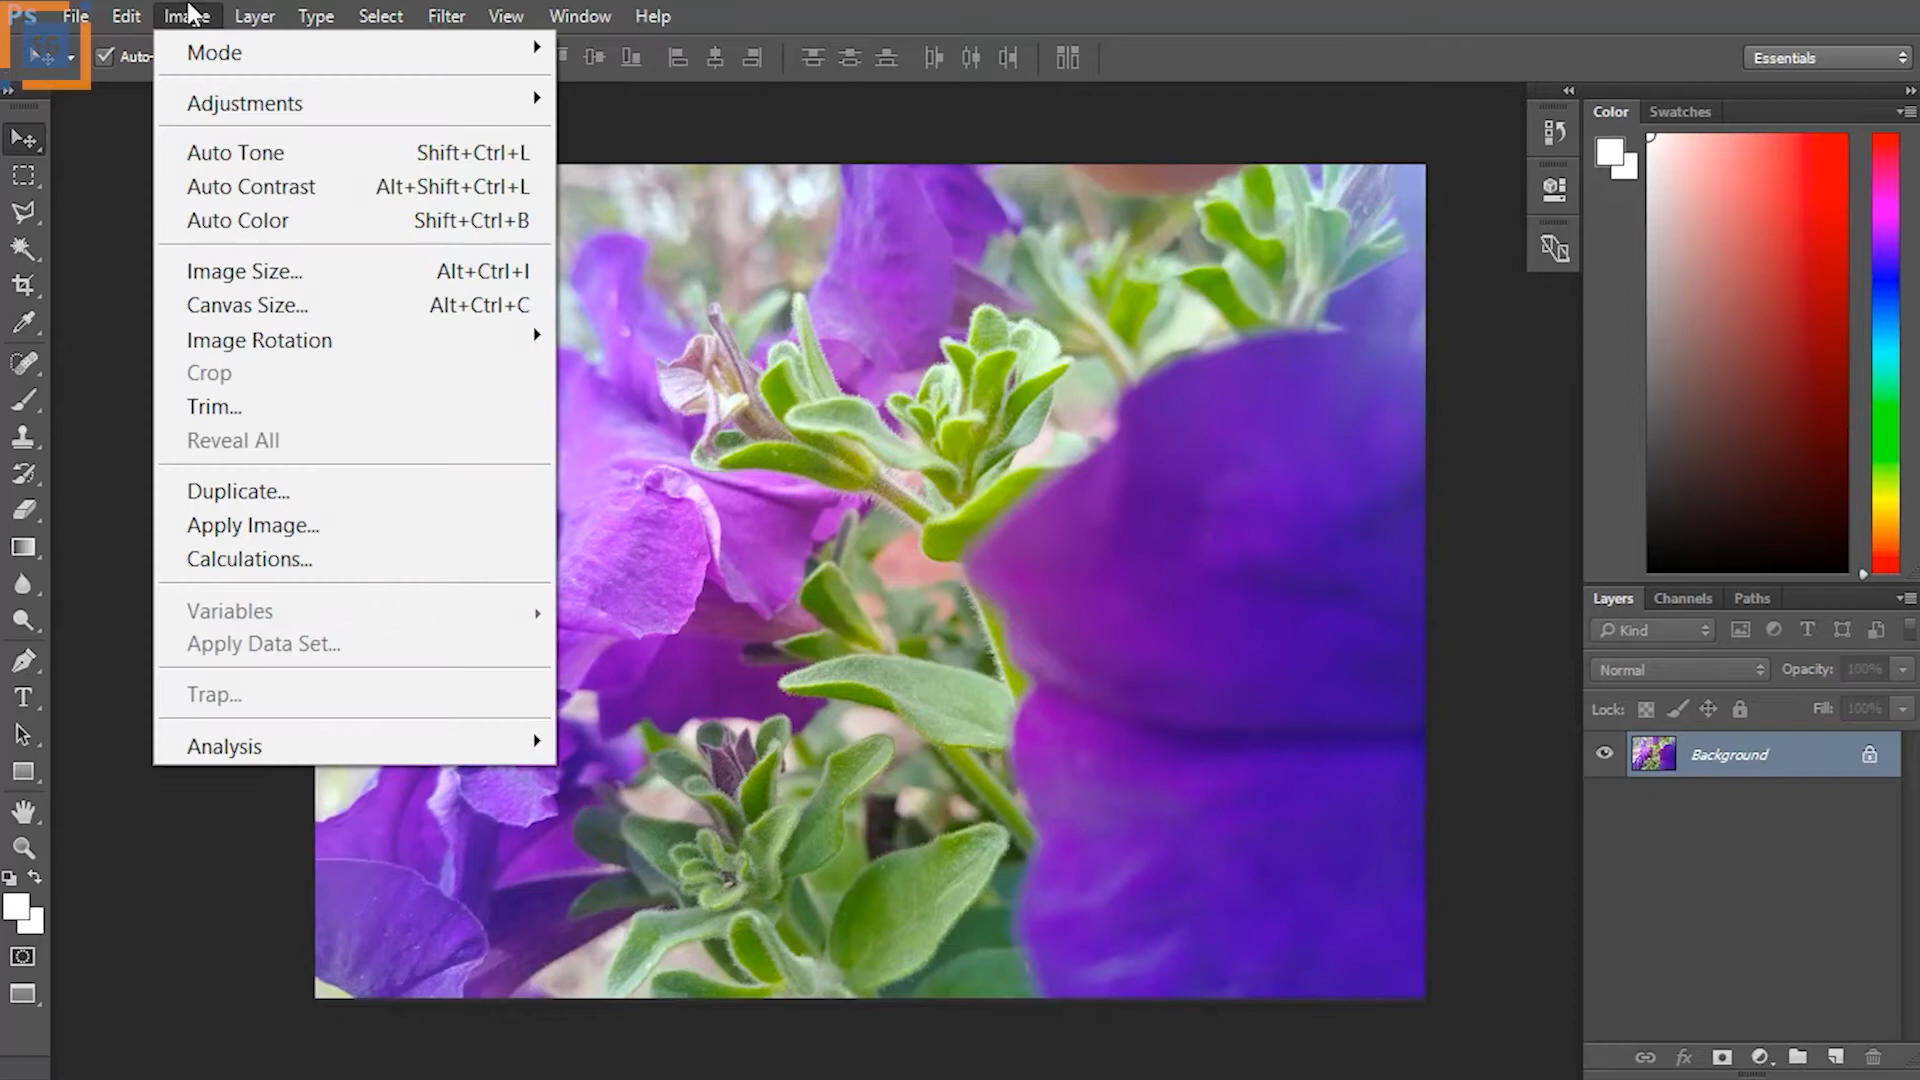 Ps File Edit Image Layer Type Select Filter View Window Help
SG
Auto-
Essentials
Mode
Adjustments
Auto Tone Shift+Ctrl+L
Auto Contrast Alt+Shift+Ctrl+L
Auto Color Shift+Ctrl+B
Image Size... Alt+Ctrl+I
Canvas Size... Alt+Ctrl+C
Image Rotation
Crop
Trim...
Reveal All
Duplicate...
Apply Image...
Calculations...
Variables
Apply Data Set...
Trap...
Analysis
Color Swatches
Layers Channels Paths
Kind
Normal Opacity: 100%
Lock: Fill: 100%
Background